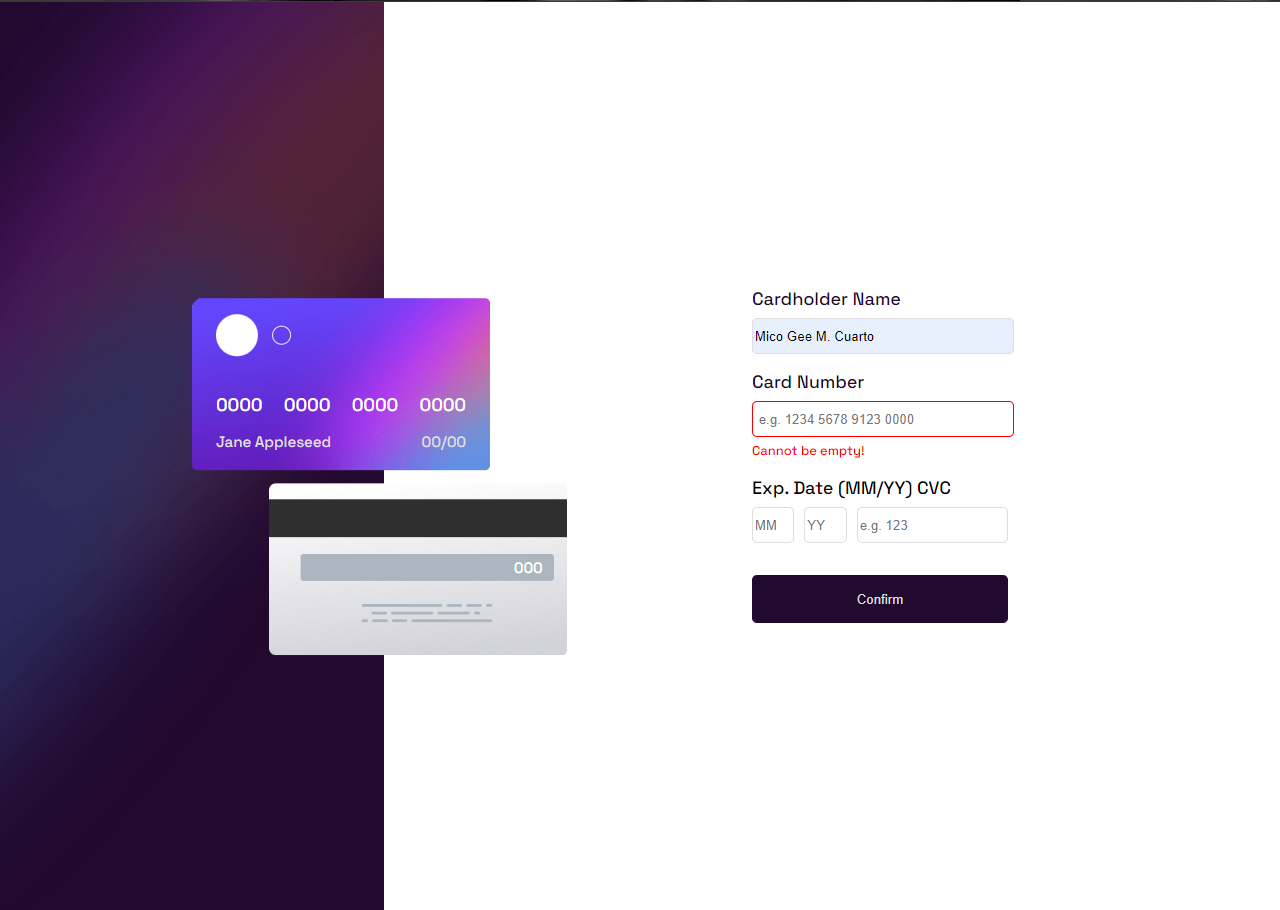 0000 0000 0000 0000
Jane Appleseed 00/00
000
Cardholder Name
Mico Gee M. Cuarto
Card Number
e.g. 1234 5678 9123 0000
Cannot be empty!
Exp. Date (MM/YY) CVC
MM YY e.g. 123
Confirm